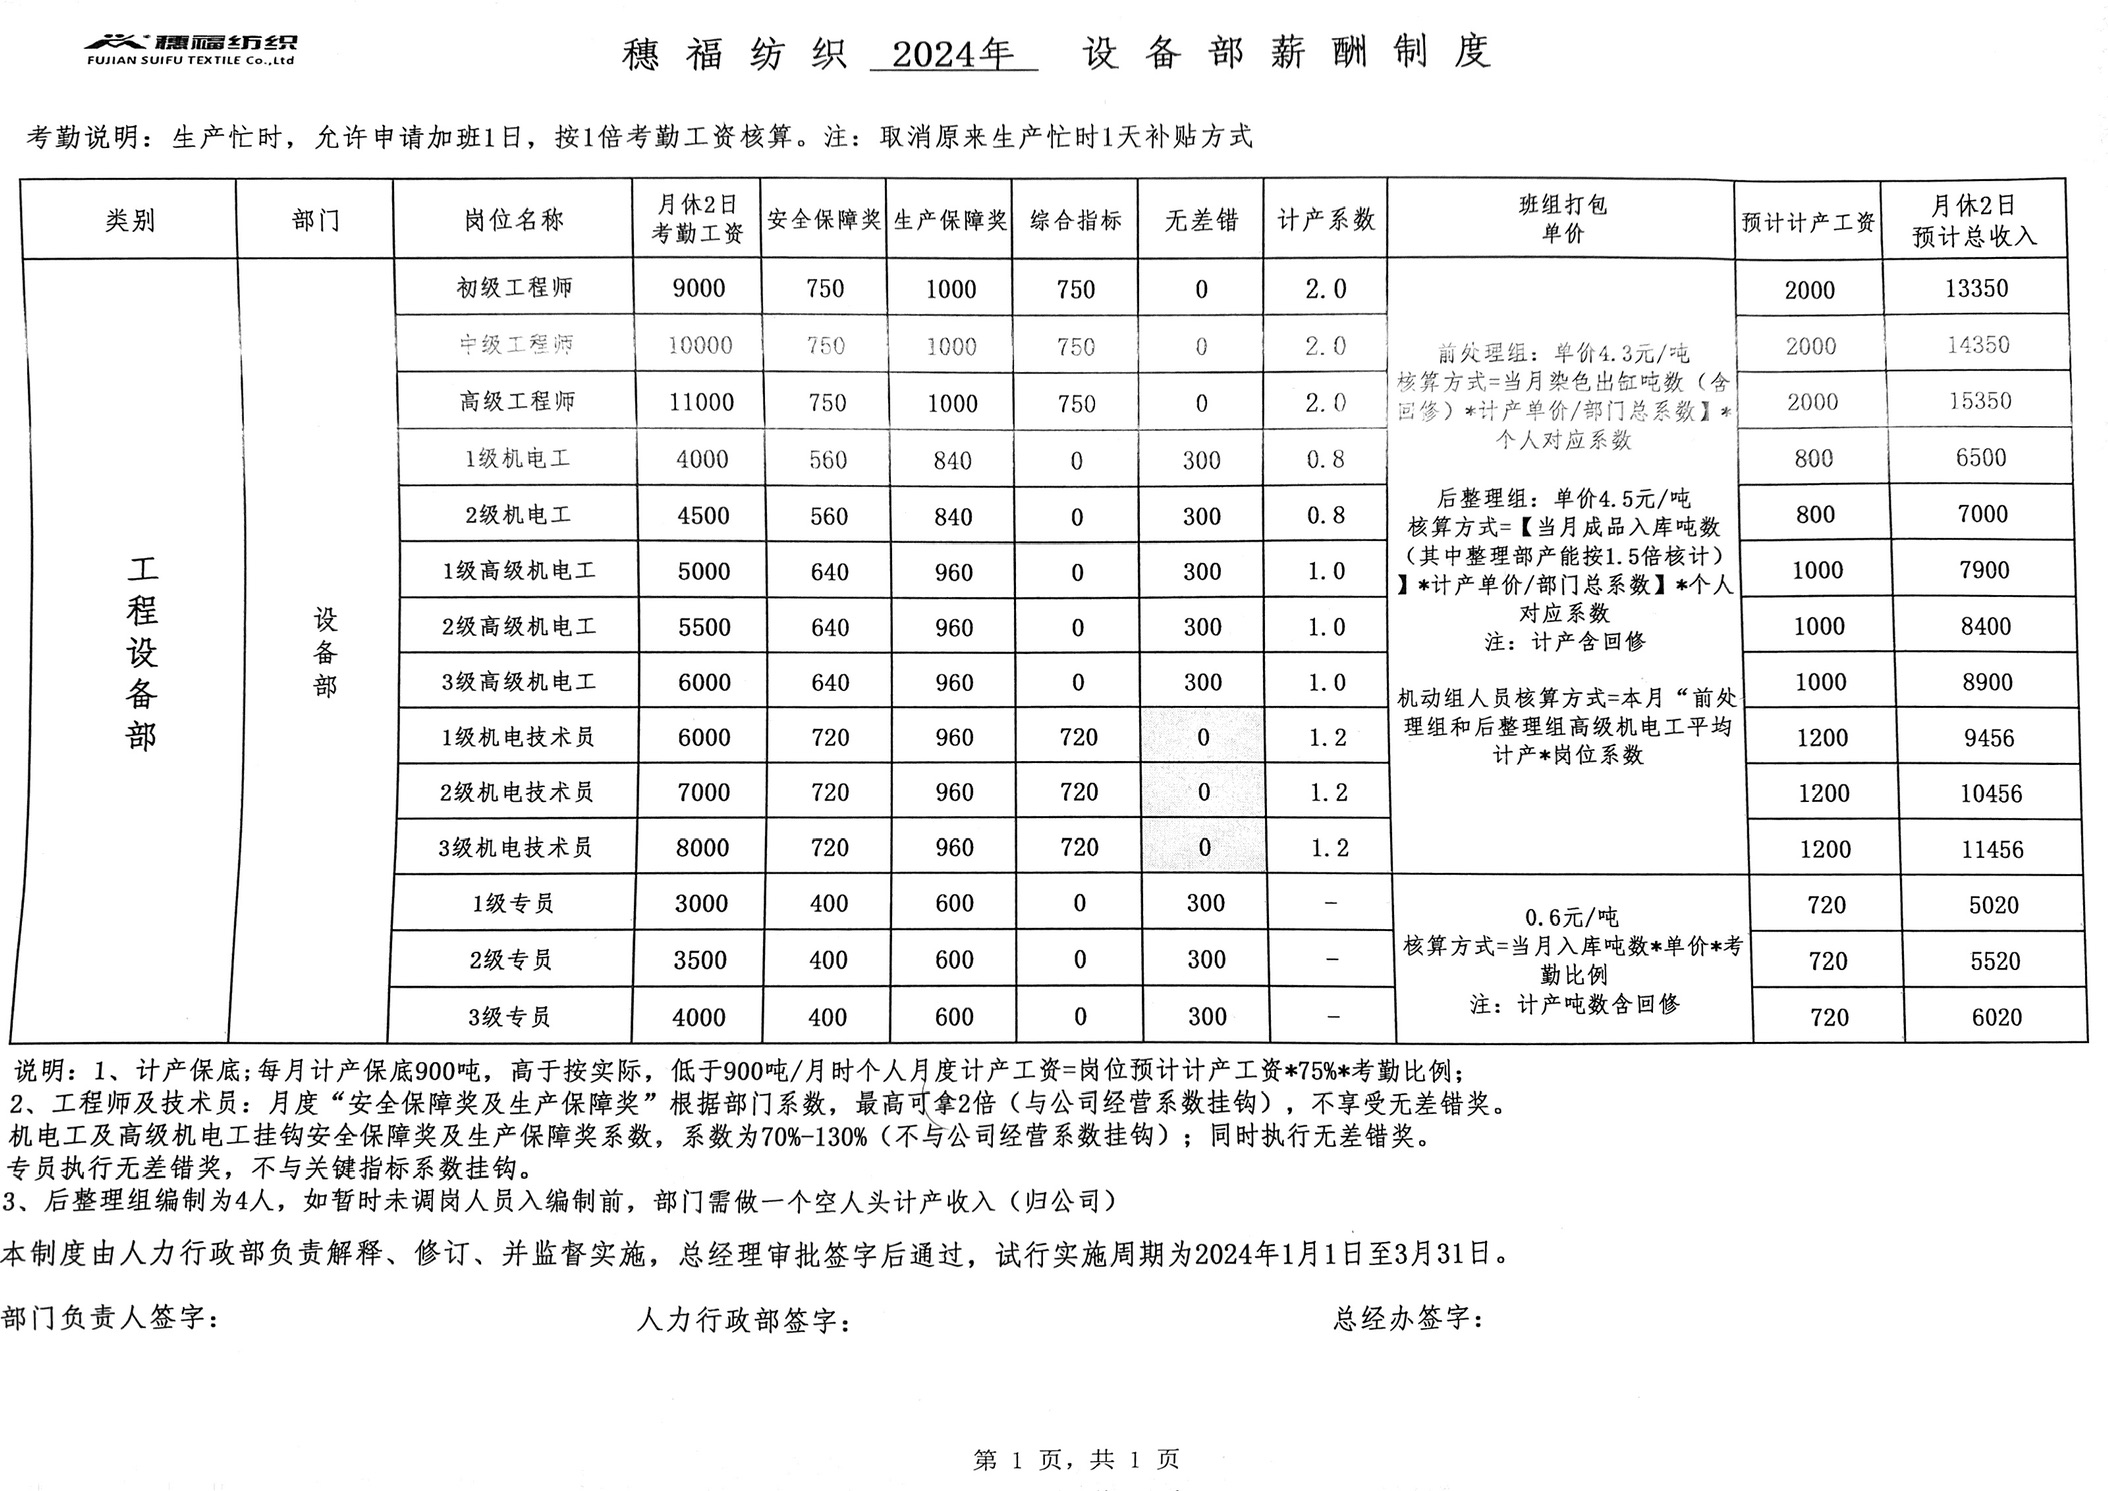 穗福纺织
FUJIAN SUIFU TEXTILE Co.,Ltd
穗福纺织 2024年 设备部薪酬制度
考勤说明：生产忙时，允许申请加班1日，按1倍考勤工资核算。注：取消原来生产忙时1天补贴方式
类别 部门 岗位名称 月休2日 考勤工资 安全保障奖 生产保障奖 综合指标 无差错 计产系数 班组打包 单价 预计计产工资 月休2日 预计总收入
工程设备部
设备部
初级工程师 9000 750 1000 750 0 2.0 2000 13350
中级工程师 10000 750 1000 750 0 2.0 2000 14350
高级工程师 11000 750 1000 750 0 2.0 2000 15350
1级机电工 4000 560 840 0 300 0.8 800 6500
2级机电工 4500 560 840 0 300 0.8 800 7000
1级高级机电工 5000 640 960 0 300 1.0 1000 7900
2级高级机电工 5500 640 960 0 300 1.0 1000 8400
3级高级机电工 6000 640 960 0 300 1.0 1000 8900
1级机电技术员 6000 720 960 720 0 1.2 1200 9456
2级机电技术员 7000 720 960 720 0 1.2 1200 10456
3级机电技术员 8000 720 960 720 0 1.2 1200 11456
前处理组：单价4.3元/吨
核算方式=当月染色出缸吨数（含
回修）*计产单价/部门总系数】*
个人对应系数
后整理组：单价4.5元/吨
核算方式=【当月成品入库吨数
（其中整理部产能按1.5倍核计）
】*计产单价/部门总系数】*个人
对应系数
注：计产含回修
机动组人员核算方式=本月“前处
理组和后整理组高级机电工平均
计产*岗位系数
1级专员 3000 400 600 0 300 - 720 5020
2级专员 3500 400 600 0 300 - 720 5520
3级专员 4000 400 600 0 300 - 720 6020
0.6元/吨
核算方式=当月入库吨数*单价*考
勤比例
注：计产吨数含回修
说明：1、计产保底;每月计产保底900吨，高于按实际，低于900吨/月时个人月度计产工资=岗位预计计产工资*75%*考勤比例；
2、工程师及技术员：月度“安全保障奖及生产保障奖”根据部门系数，最高可拿2倍（与公司经营系数挂钩），不享受无差错奖。
机电工及高级机电工挂钩安全保障奖及生产保障奖系数，系数为70%-130%（不与公司经营系数挂钩）；同时执行无差错奖。
专员执行无差错奖，不与关键指标系数挂钩。
3、后整理组编制为4人，如暂时未调岗人员入编制前，部门需做一个空人头计产收入（归公司）
本制度由人力行政部负责解释、修订、并监督实施，总经理审批签字后通过，试行实施周期为2024年1月1日至3月31日。
部门负责人签字： 人力行政部签字： 总经办签字：
第 1 页，共 1 页